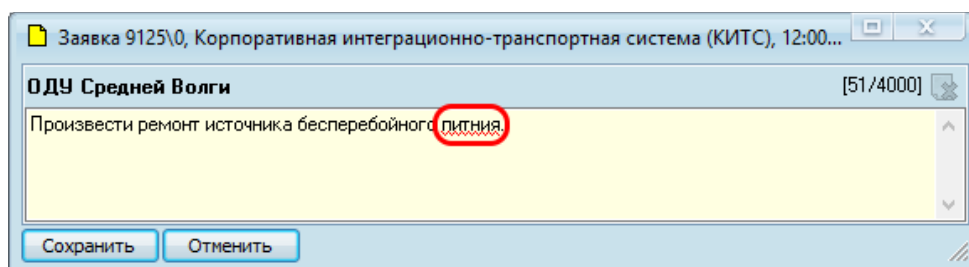 Заявка 9125\0, Корпоративная интеграционно-транспортная система (КИТС), 12:00...
ОДУ Средней Волги [51/4000]
Произвести ремонт источника бесперебойного питния.
Сохранить Отменить